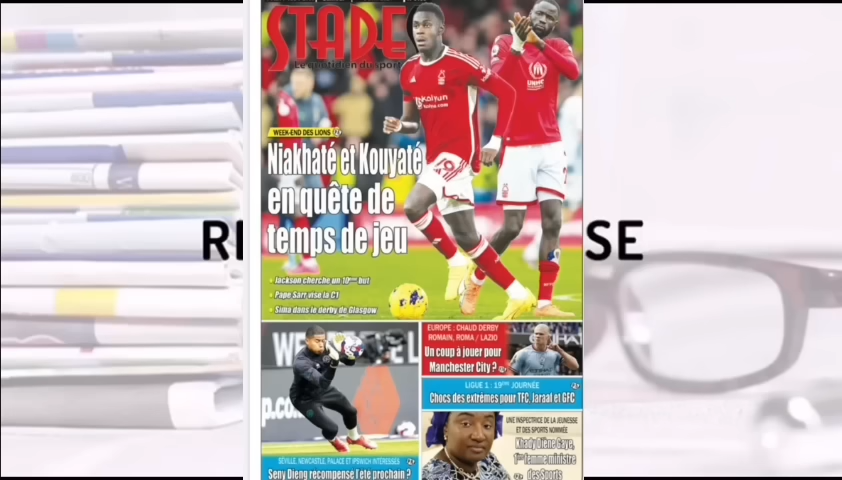 STADE
Le quotidien du sport
WEEK-END DES LIONS
Niakhaté et Kouyaté
en quête de
temps de jeu
Jackson cherche un 10ème but
Pape Sarr vise la C1
Sima dans le derby de Glasgow
kaiyun
19
UNHCR
RE
SE
EUROPE : CHAUD DERBY
ROMAIN, ROMA / LAZIO
Un coup à jouer pour
Manchester City ?
LIGUE 1 : 19ÈME JOURNÉE
Chocs des extrêmes pour TFC, Jaraaf et GFC
UNE INSPECTRICE DE LA JEUNESSE
ET DES SPORTS NOMMÉE
Khady Diène Gaye,
1ère femme ministre
des Sports
SÉVILLE, NEWCASTLE, PALACE ET IPSWICH INTÉRESSÉS
Seny Dieng récompensé l'été prochain ?